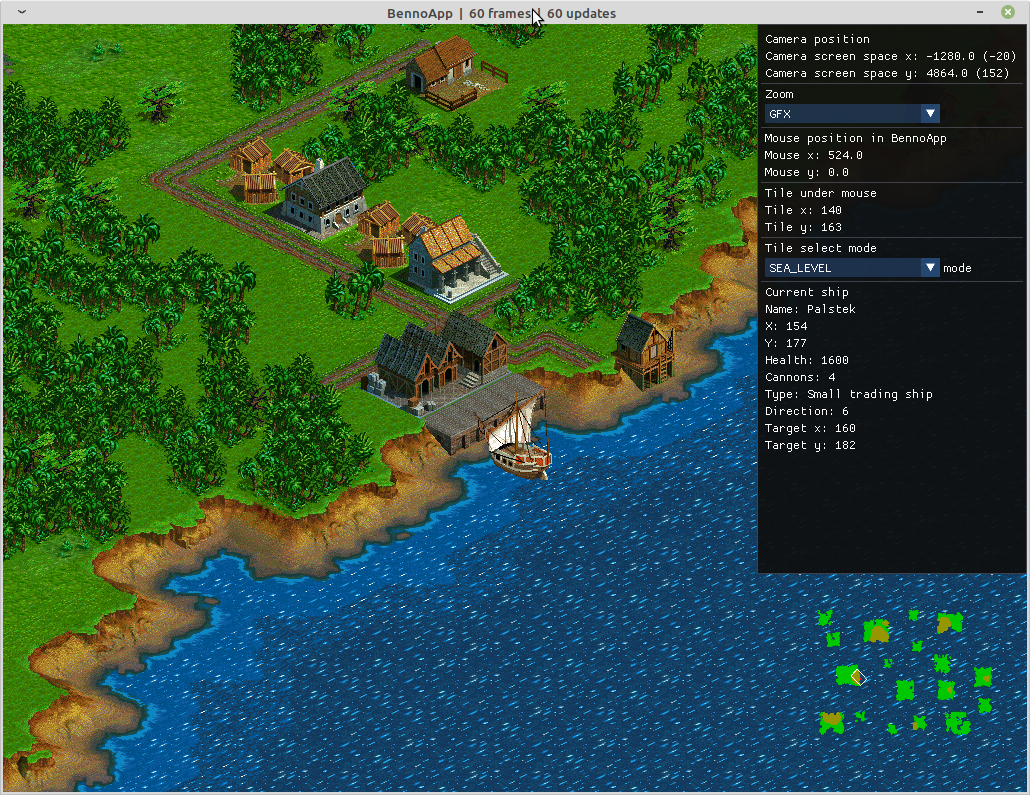 BennoApp | 60 frames | 60 updates
Camera position
Camera screen space x: -1280.0 (-20)
Camera screen space y: 4864.0 (152)
Zoom
GFX
Mouse position in BennoApp
Mouse x: 524.0
Mouse y: 0.0
Tile under mouse
Tile x: 140
Tile y: 163
Tile select mode
SEA_LEVEL mode
Current ship
Name: Palstek
X: 154
Y: 177
Health: 1600
Cannons: 4
Type: Small trading ship
Direction: 6
Target x: 160
Target y: 182